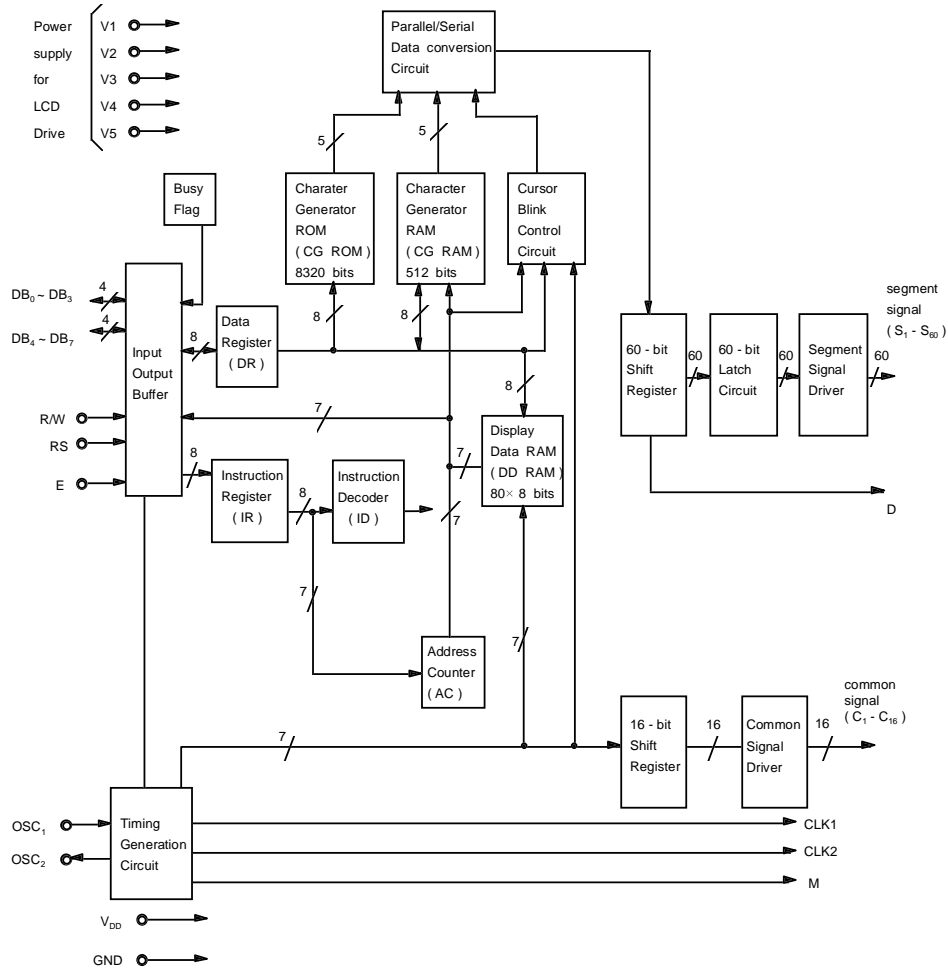 Power
supply
for
LCD
Drive
V1
V2
V3
V4
V5
Parallel/Serial
Data conversion
Circuit
5
5
Busy
Flag
Charater
Generator
ROM
( CG ROM )
8320 bits
Character
Generator
RAM
( CG RAM )
512 bits
Cursor
Blink
Control
Circuit
DB0 ~ DB3
4
DB4 ~ DB7
4
R/W
RS
E
Input
Output
Buffer
8
Data
Register
( DR )
8
8
8
7
8
Instruction
Register
( IR )
8
Instruction
Decoder
( ID )
7
7
Display
Data RAM
( DD RAM )
80× 8 bits
7
7
Address
Counter
( AC )
60 - bit
Shift
Register
60
60 - bit
Latch
Circuit
60
Segment
Signal
Driver
60
segment
signal
( S1 - S60 )
D
7
16 - bit
Shift
Register
16
Common
Signal
Driver
16
common
signal
( C1 - C16 )
OSC1
OSC2
Timing
Generation
Circuit
CLK1
CLK2
M
VDD
GND